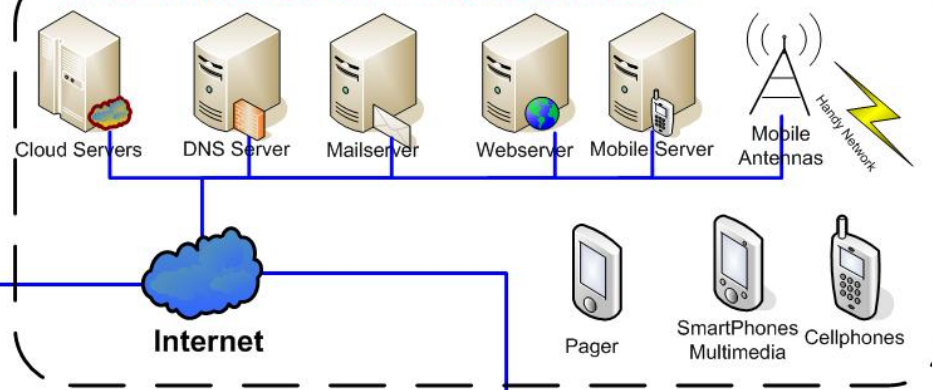 Cloud Servers
DNS Server
Mailserver
Webserver
Mobile Server
Mobile
Antennas
Handy Network
Internet
Pager
SmartPhones
Multimedia
Cellphones